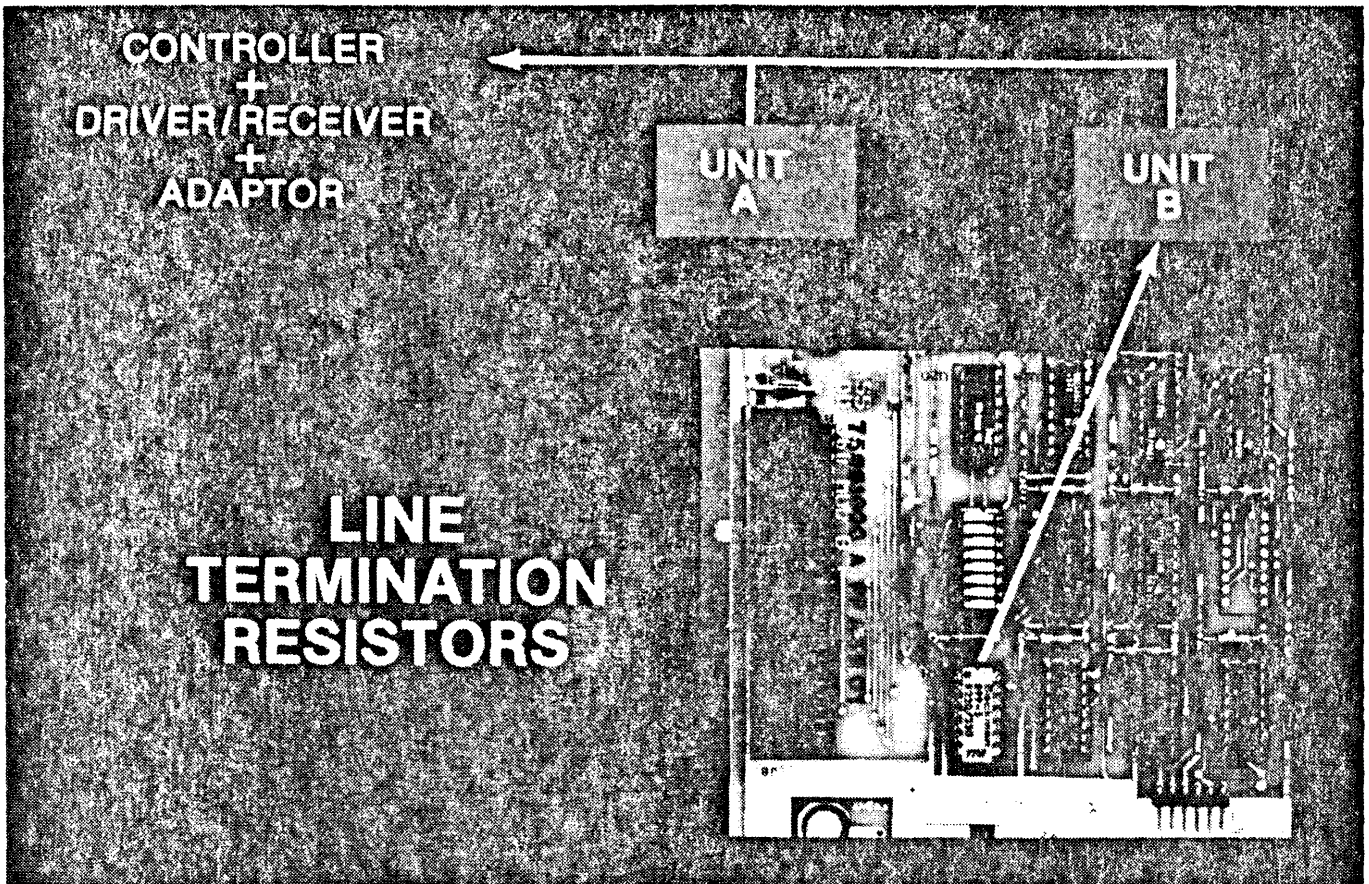 CONTROLLER
+
DRIVER/RECEIVER
+
ADAPTOR
UNIT
A
UNIT
B
LINE
TERMINATION
RESISTORS